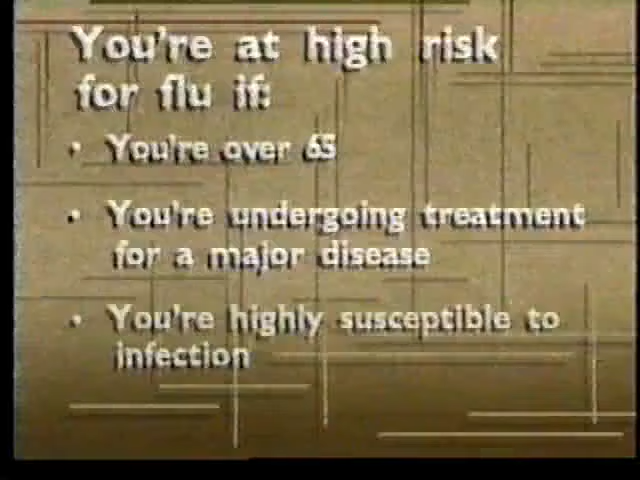 You're at high risk
for flu if:
• You're over 65
• You're undergoing treatment
for a major disease
• You're highly susceptible to
infection